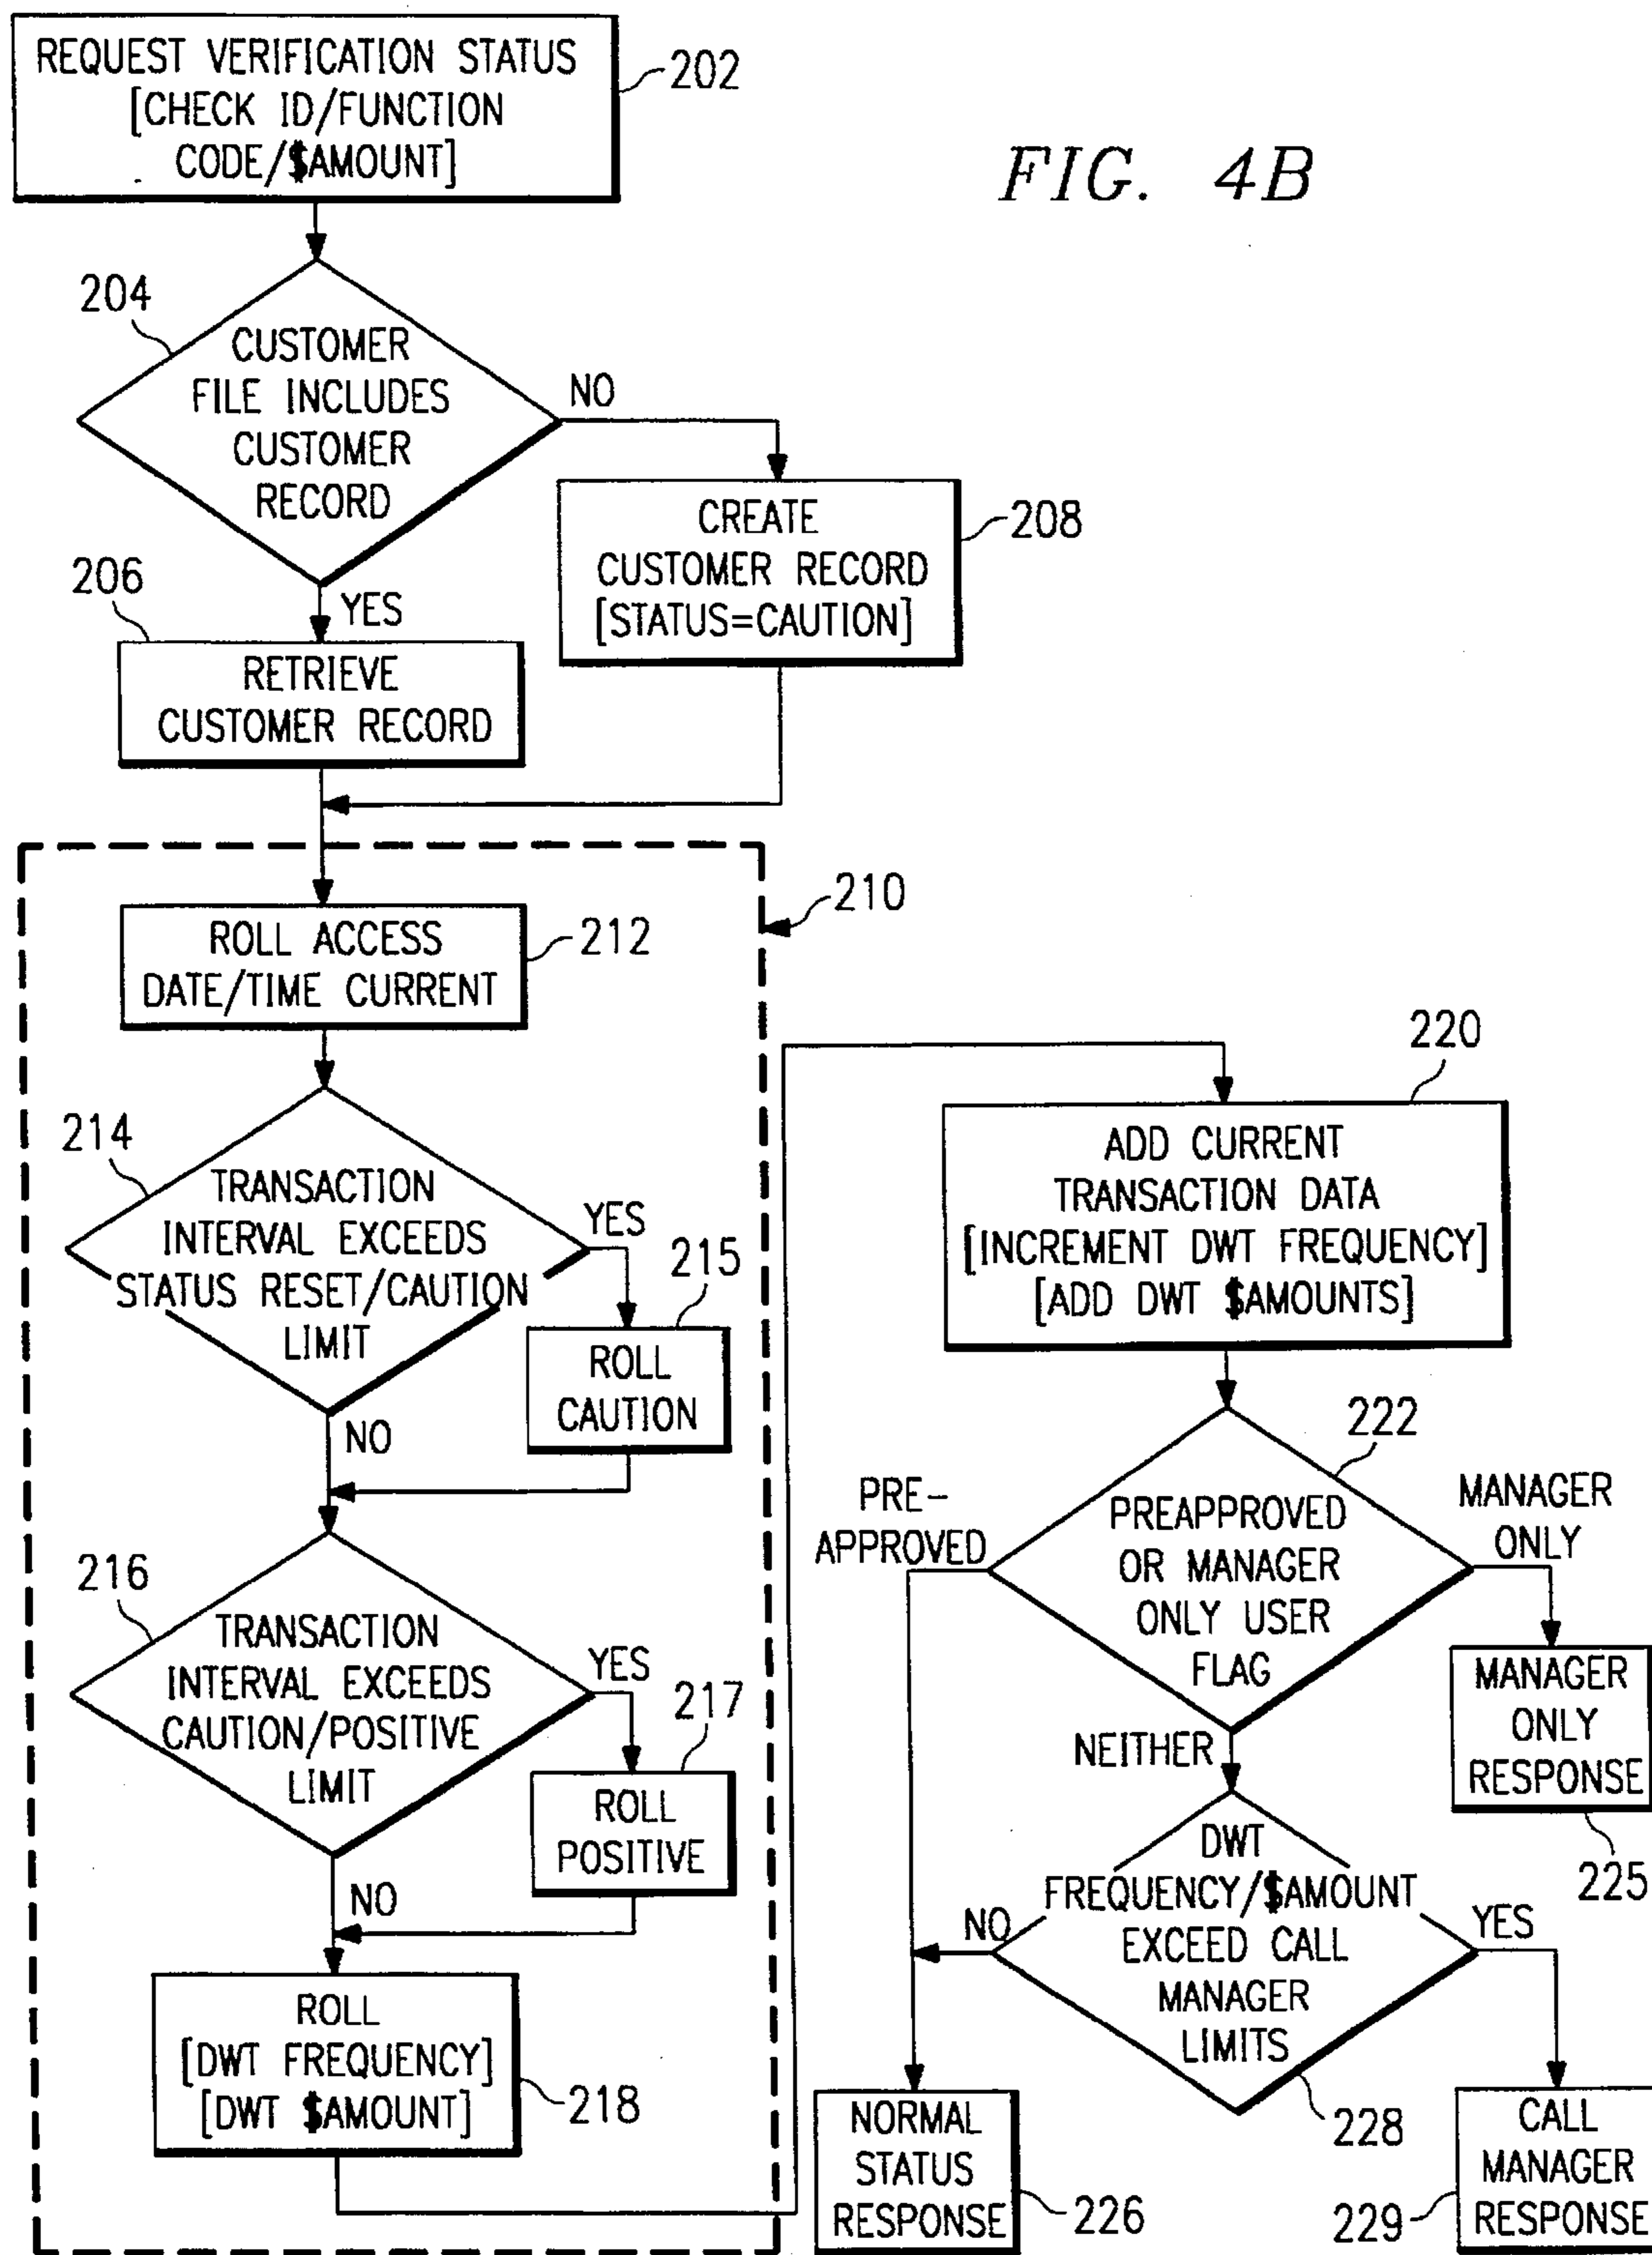 REQUEST VERIFICATION STATUS
[CHECK ID/FUNCTION
CODE/$AMOUNT]
202
FIG. 4B
204
CUSTOMER
FILE INCLUDES
CUSTOMER
RECORD
NO
YES
206
RETRIEVE
CUSTOMER RECORD
CREATE
CUSTOMER RECORD
[STATUS=CAUTION]
208
210
ROLL ACCESS
DATE/TIME CURRENT
212
214
TRANSACTION
INTERVAL EXCEEDS
STATUS RESET/CAUTION
LIMIT
YES
215
ROLL
CAUTION
NO
216
TRANSACTION
INTERVAL EXCEEDS
CAUTION/POSITIVE
LIMIT
YES
217
ROLL
POSITIVE
NO
ROLL
[DWT FREQUENCY]
[DWT $AMOUNT]
218
220
ADD CURRENT
TRANSACTION DATA
[INCREMENT DWT FREQUENCY]
[ADD DWT $AMOUNTS]
222
PREAPPROVED
OR MANAGER
ONLY USER
FLAG
PRE-
APPROVED
MANAGER
ONLY
MANAGER
ONLY
RESPONSE
225
NEITHER
DWT
FREQUENCY/$AMOUNT
EXCEED CALL
MANAGER
LIMITS
NO
YES
228
NORMAL
STATUS
RESPONSE
226
CALL
MANAGER
RESPONSE
229